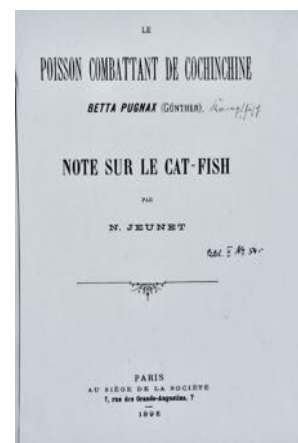 LE
POISSON COMBATTANT DE COCHINCHINE
BETTA PUGNAX (GÜNTHER),
NOTE SUR LE CAT-FISH
PAR
N. JEUNET
PARIS
AU SIÈGE DE LA SOCIÉTÉ
7, rue des Grands-Augustins, 7
1896